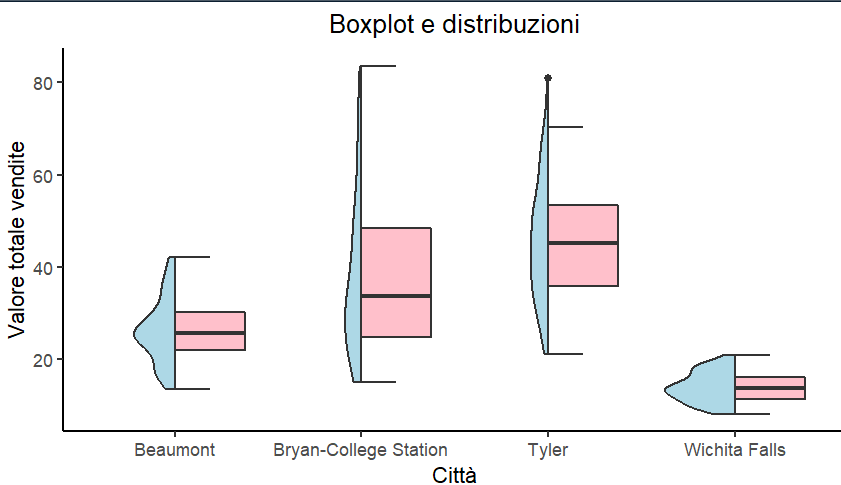 Boxplot e distribuzioni
Valore totale vendite
80
60
40
20
Beaumont
Bryan-College Station
Tyler
Wichita Falls
Città